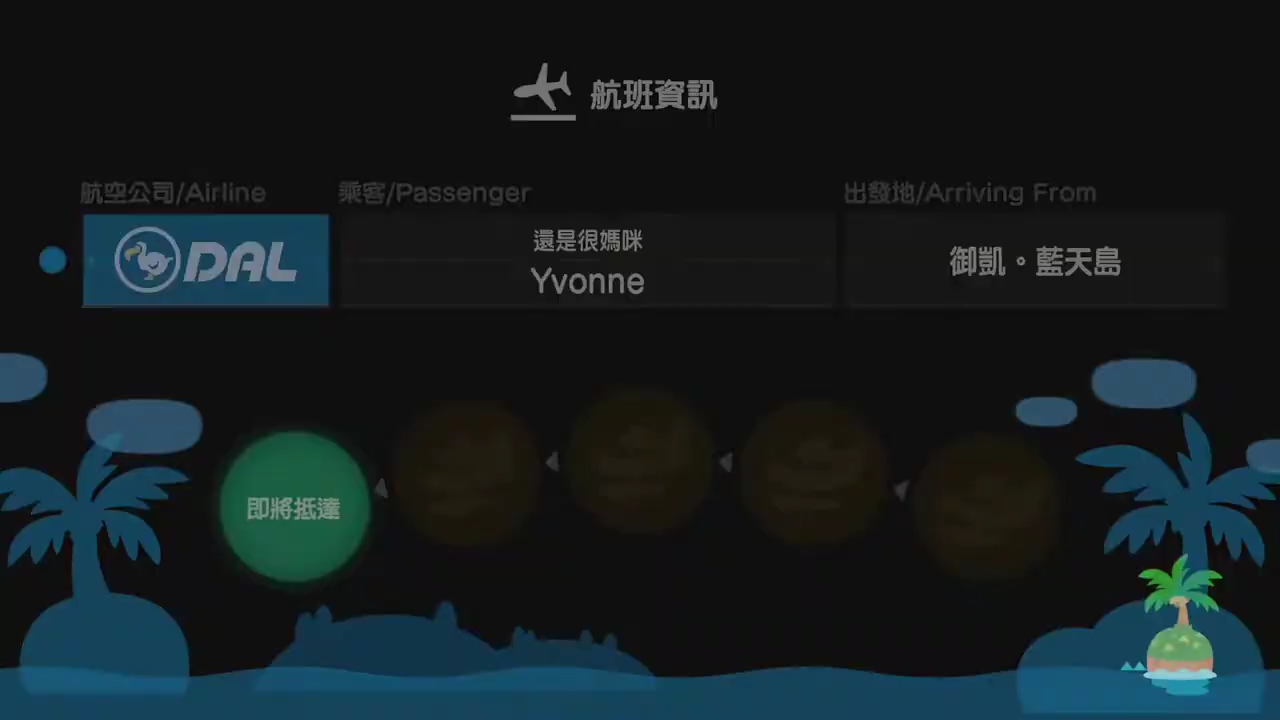 航班資訊
航空公司/Airline
乘客/Passenger
出發地/Arriving From
DAL
還是很媽咪
Yvonne
御凱。藍天島
即將抵達